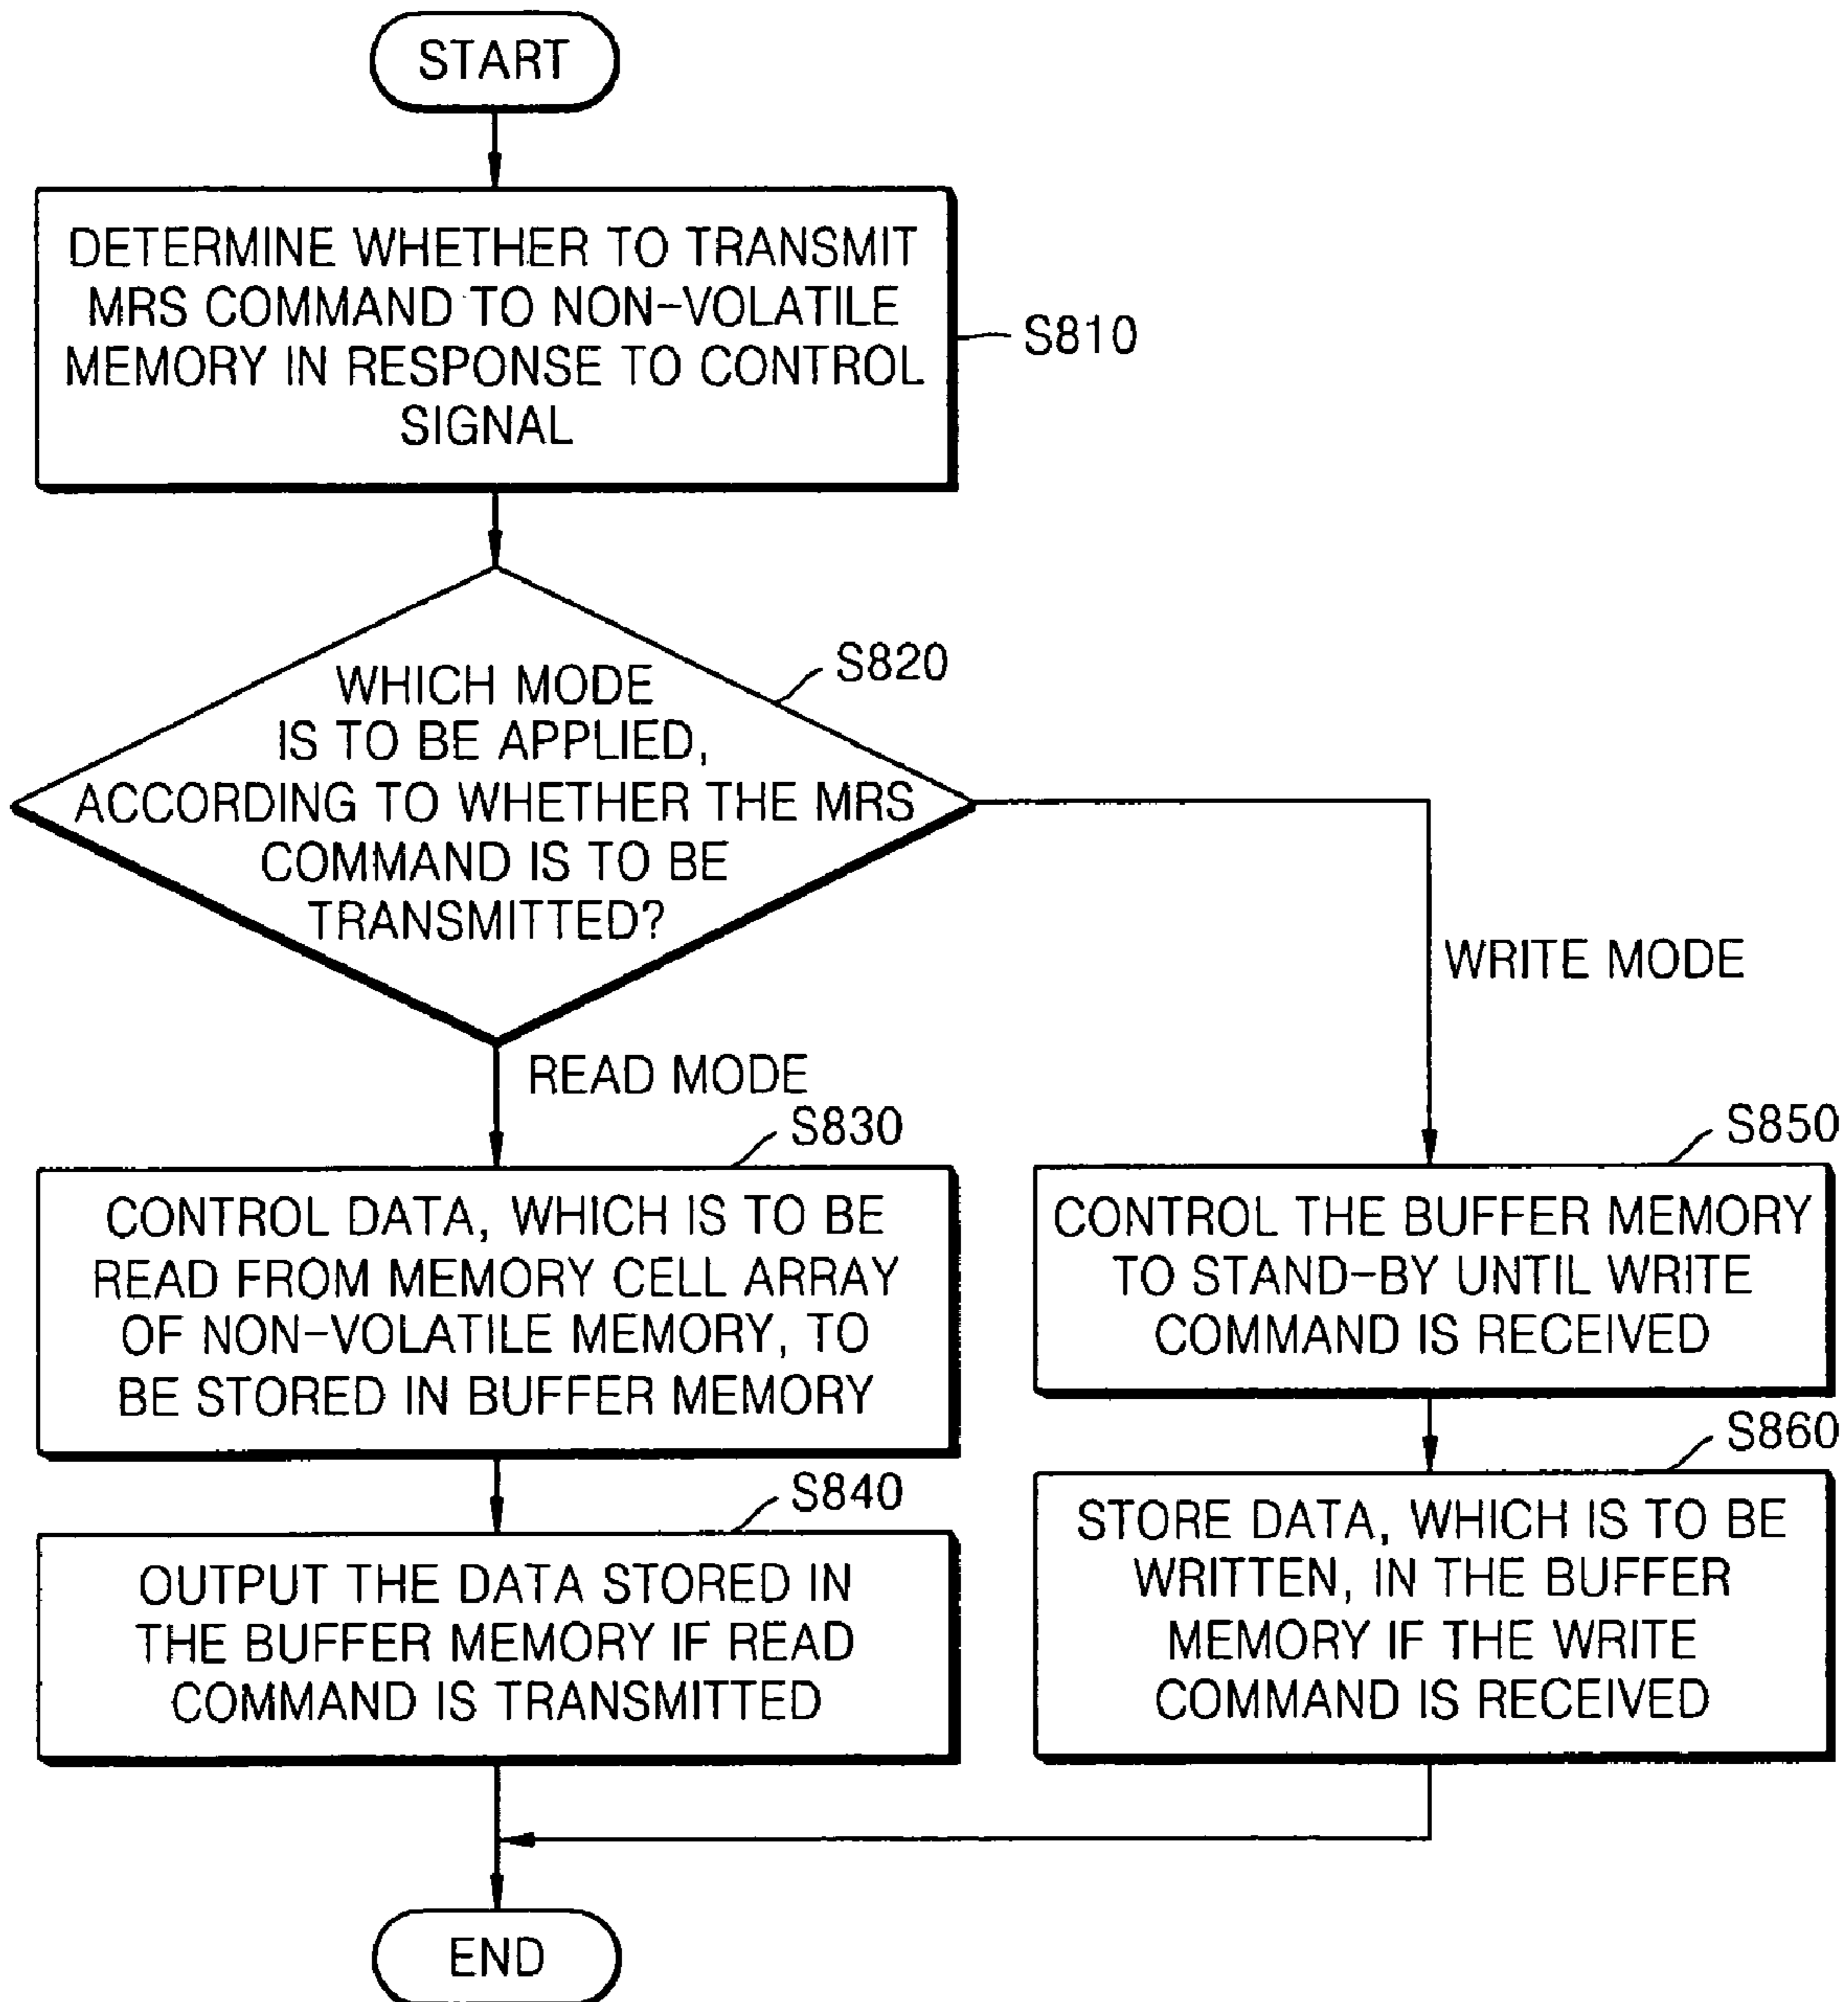 START
DETERMINE WHETHER TO TRANSMIT
MRS COMMAND TO NON-VOLATILE
MEMORY IN RESPONSE TO CONTROL
SIGNAL
S810
WHICH MODE
IS TO BE APPLIED,
ACCORDING TO WHETHER THE MRS
COMMAND IS TO BE
TRANSMITTED?
S820
WRITE MODE
READ MODE
S830
CONTROL DATA, WHICH IS TO BE
READ FROM MEMORY CELL ARRAY
OF NON-VOLATILE MEMORY, TO
BE STORED IN BUFFER MEMORY
S840
OUTPUT THE DATA STORED IN
THE BUFFER MEMORY IF READ
COMMAND IS TRANSMITTED
S850
CONTROL THE BUFFER MEMORY
TO STAND-BY UNTIL WRITE
COMMAND IS RECEIVED
S860
STORE DATA, WHICH IS TO BE
WRITTEN, IN THE BUFFER
MEMORY IF THE WRITE
COMMAND IS RECEIVED
END